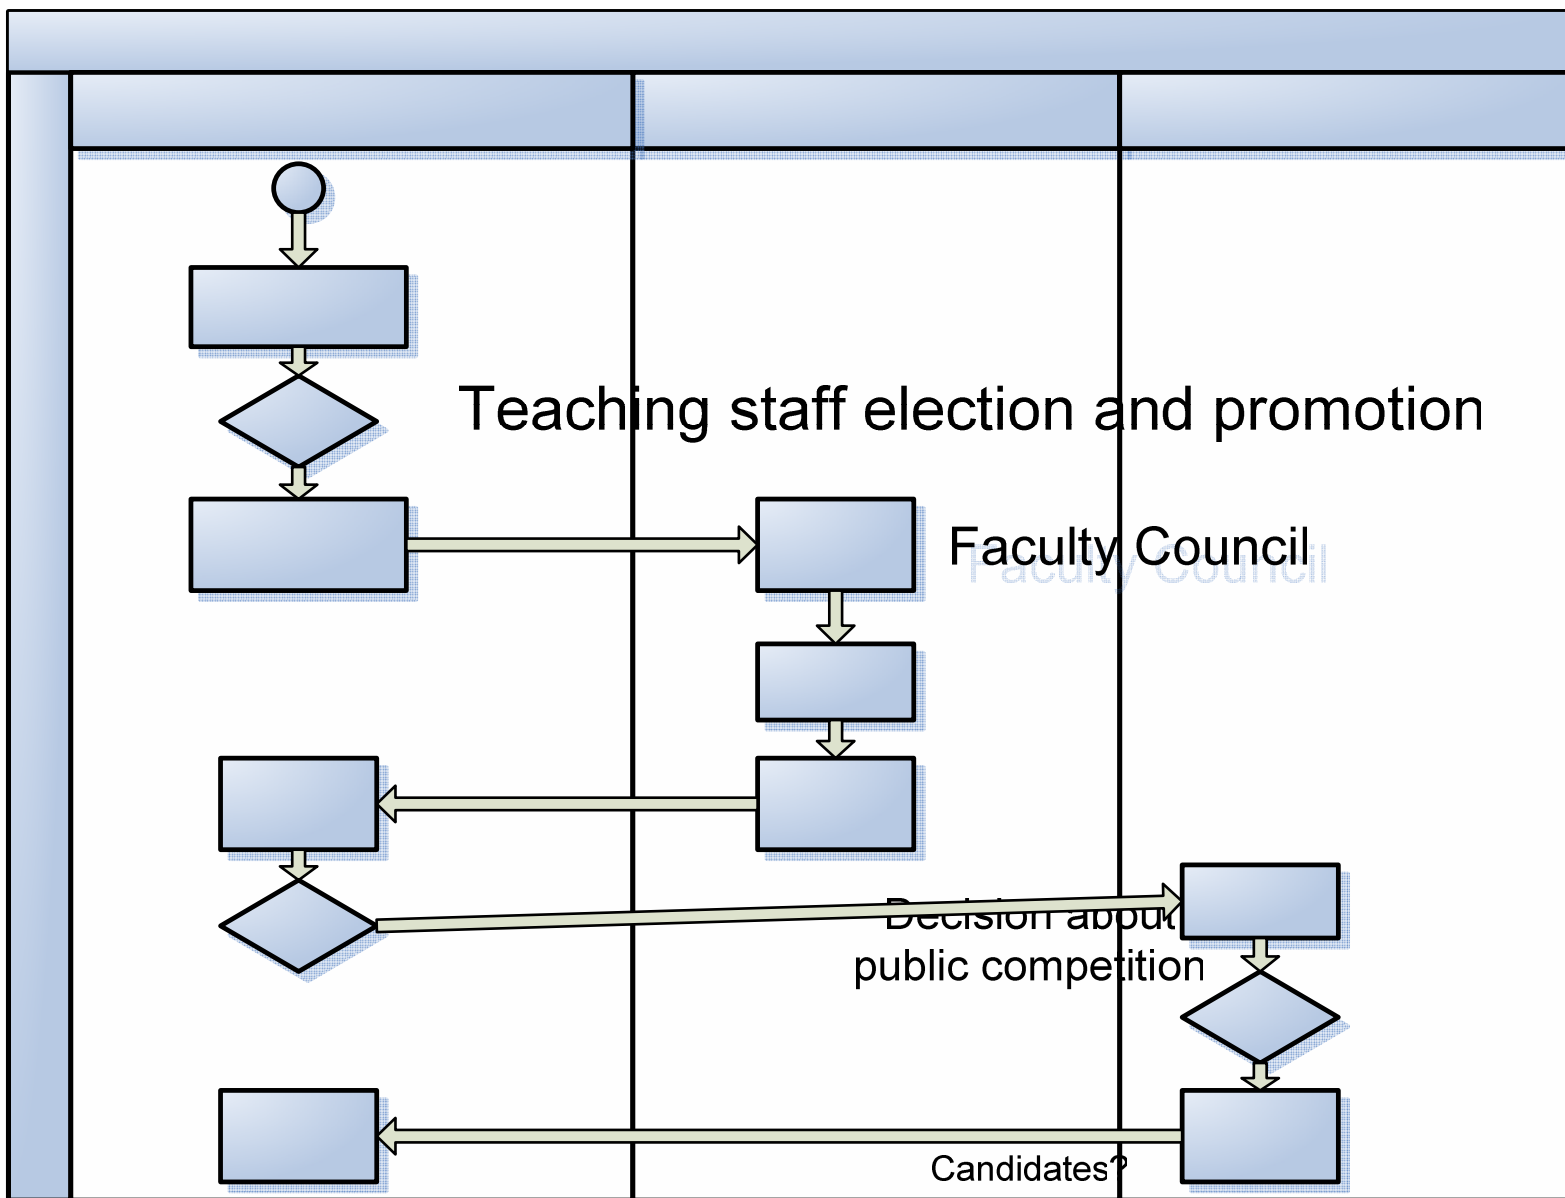 Teaching staff election and promotion
Faculty Council
Decision about
public competition
Candidates?